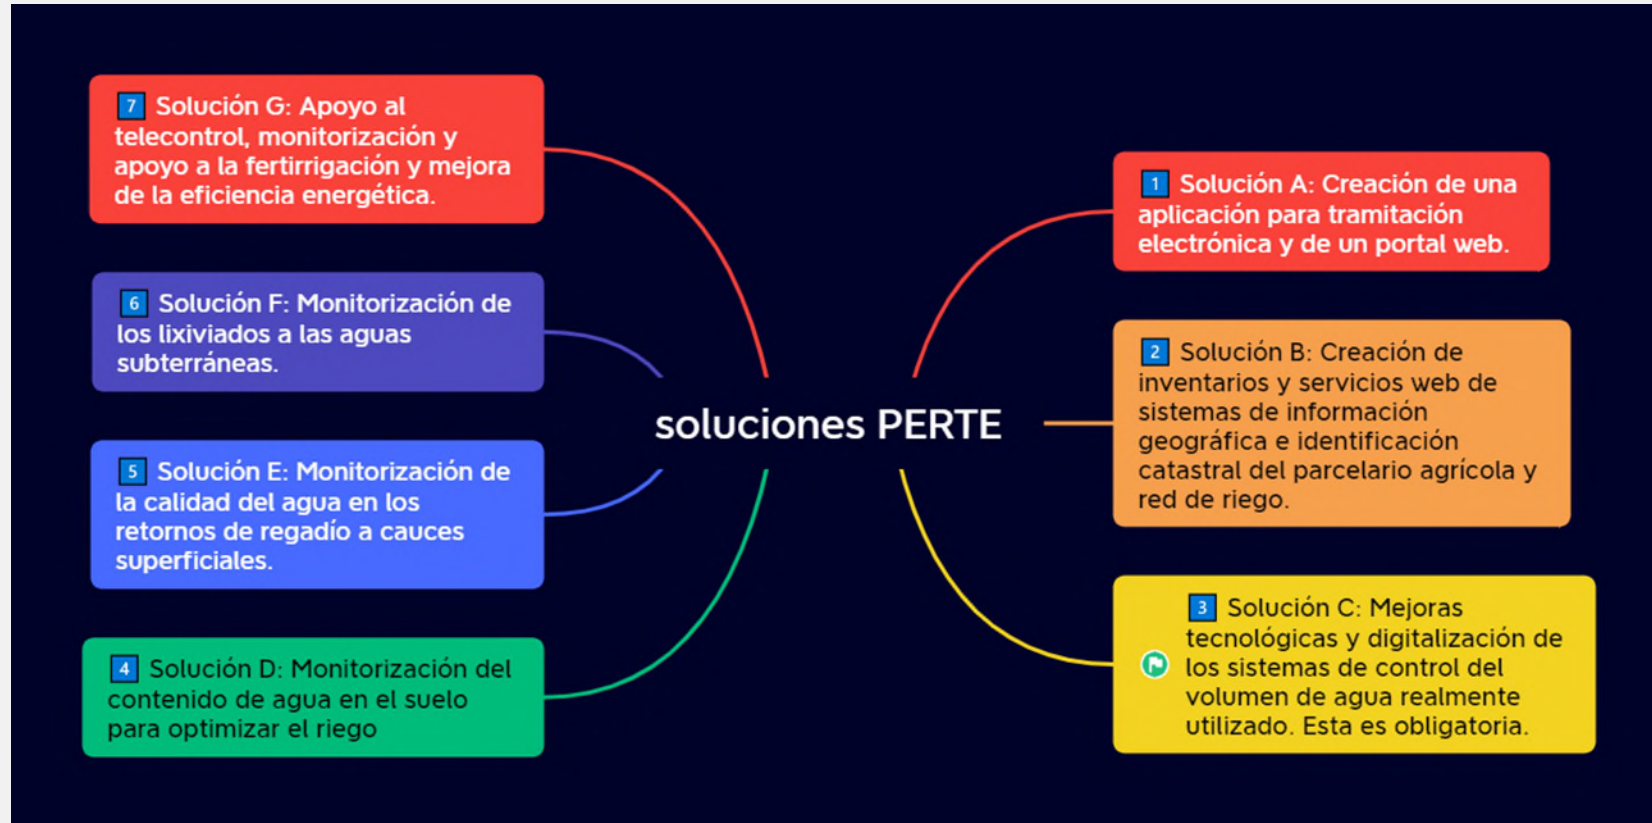 soluciones PERTE
1 Solución A: Creación de una
aplicación para tramitación
electrónica y de un portal web.
2 Solución B: Creación de
inventarios y servicios web de
sistemas de información
geográfica e identificación
catastral del parcelario agrícola y
red de riego.
3 Solución C: Mejoras
tecnológicas y digitalización de
los sistemas de control del
volumen de agua realmente
utilizado. Esta es obligatoria.
4 Solución D: Monitorización del
contenido de agua en el suelo
para optimizar el riego
5 Solución E: Monitorización de
la calidad del agua en los
retornos de regadío a cauces
superficiales.
6 Solución F: Monitorización de
los lixiviados a las aguas
subterráneas.
7 Solución G: Apoyo al
telecontrol, monitorización y
apoyo a la fertirrigación y mejora
de la eficiencia energética.